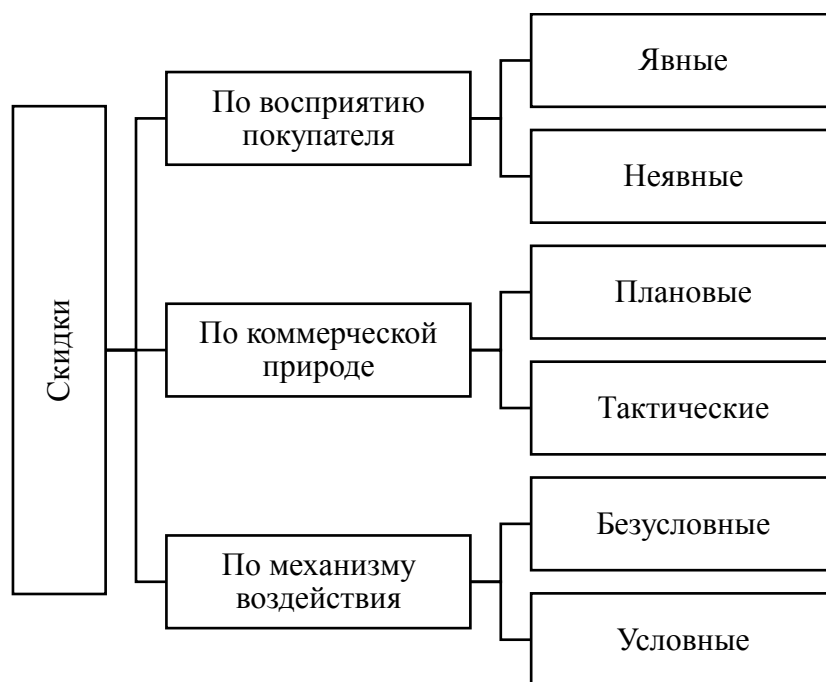 Скидки
По восприятию
покупателя
Явные
Неявные
По коммерческой
природе
Плановые
Тактические
По механизму
воздействия
Безусловные
Условные